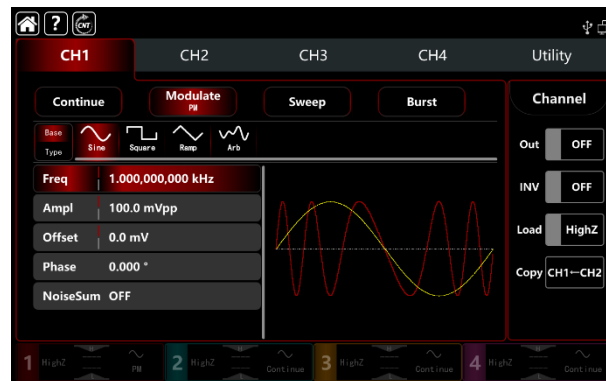 ? CNT
CH1 CH2 CH3 CH4 Utility
Continue Modulate Sweep Burst Channel
PM
Base
Type Sine Square Ramp Arb
Out OFF
Freq 1.000,000,000 kHz
INV OFF
Ampl 100.0 mVpp
Offset 0.0 mV
Load HighZ
Phase 0.000 °
Copy CH1←CH2
NoiseSum OFF
1 HighZ PM 2 HighZ Continue 3 HighZ Continue 4 HighZ Continue